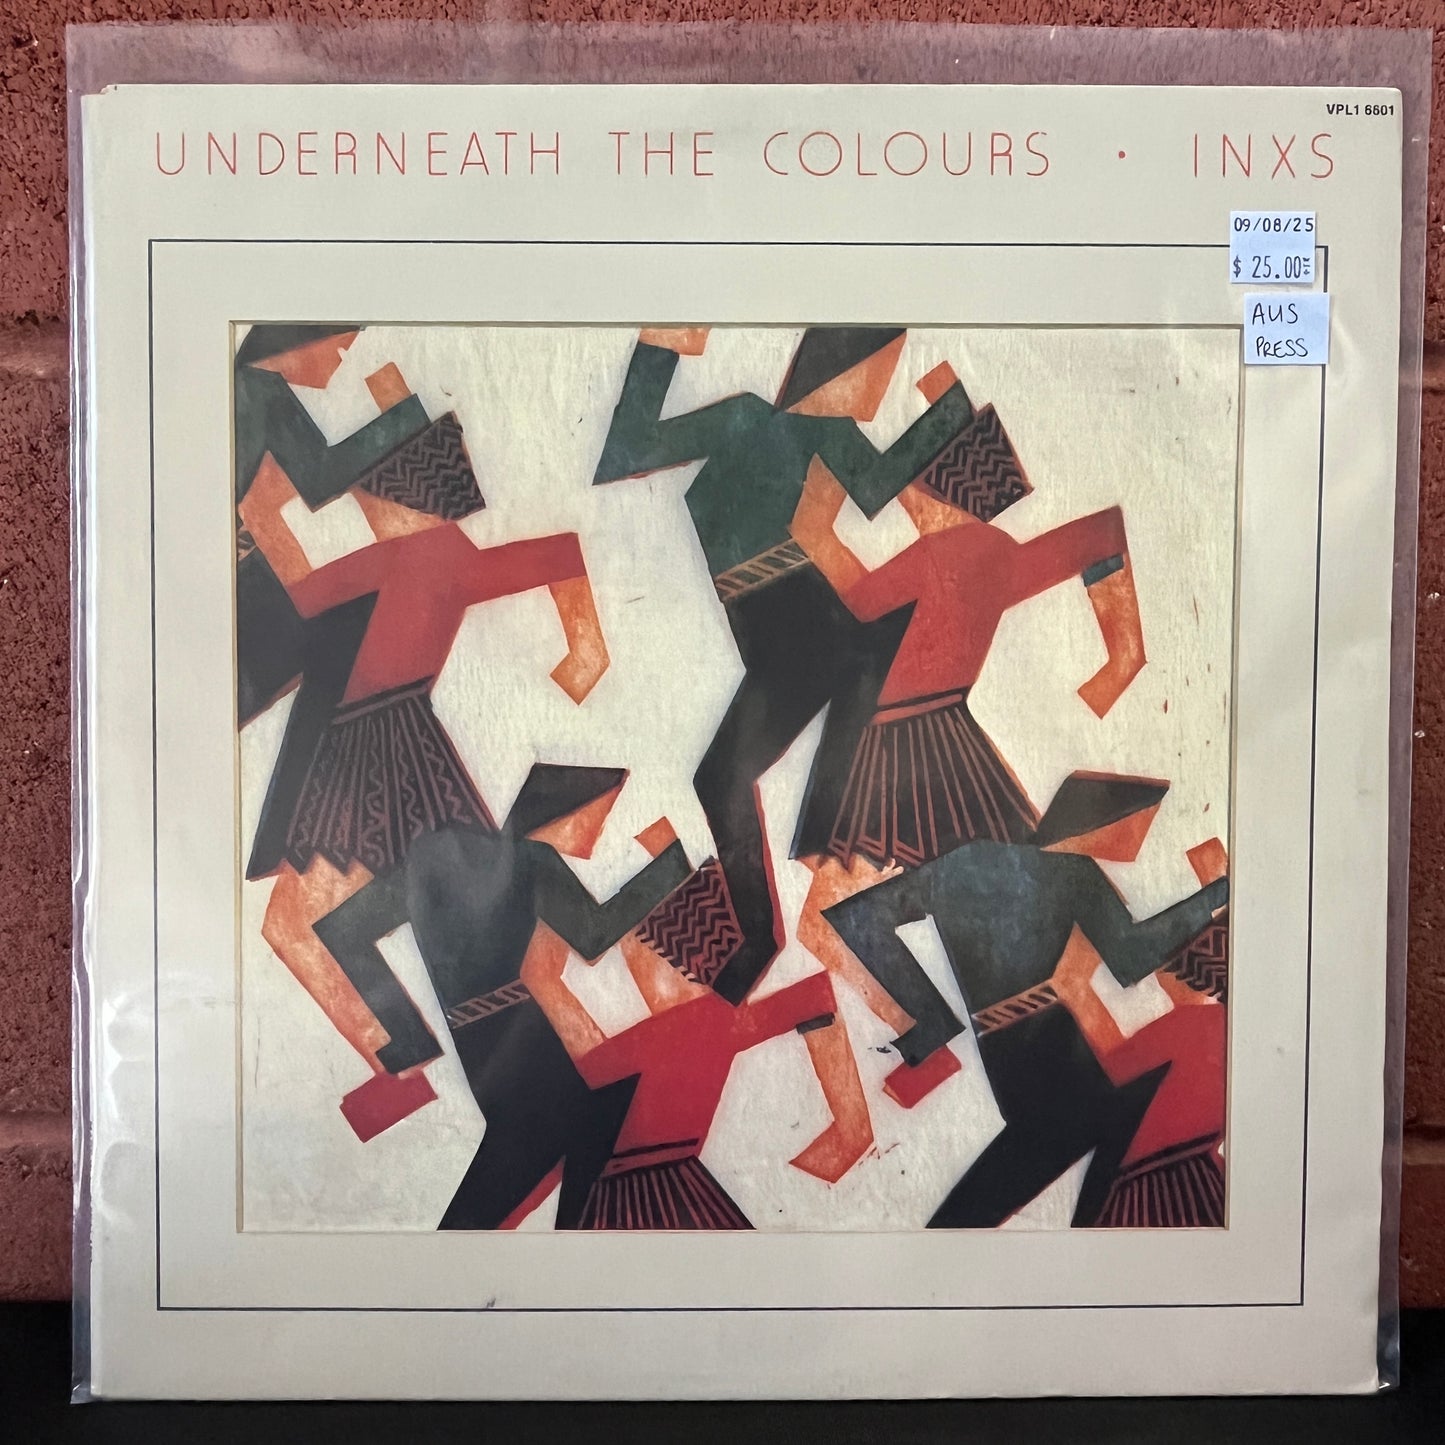 VPL1 6601
UNDERNEATH THE COLOURS • INXS
09/08/25
$ 25.00
AUS
PRESS